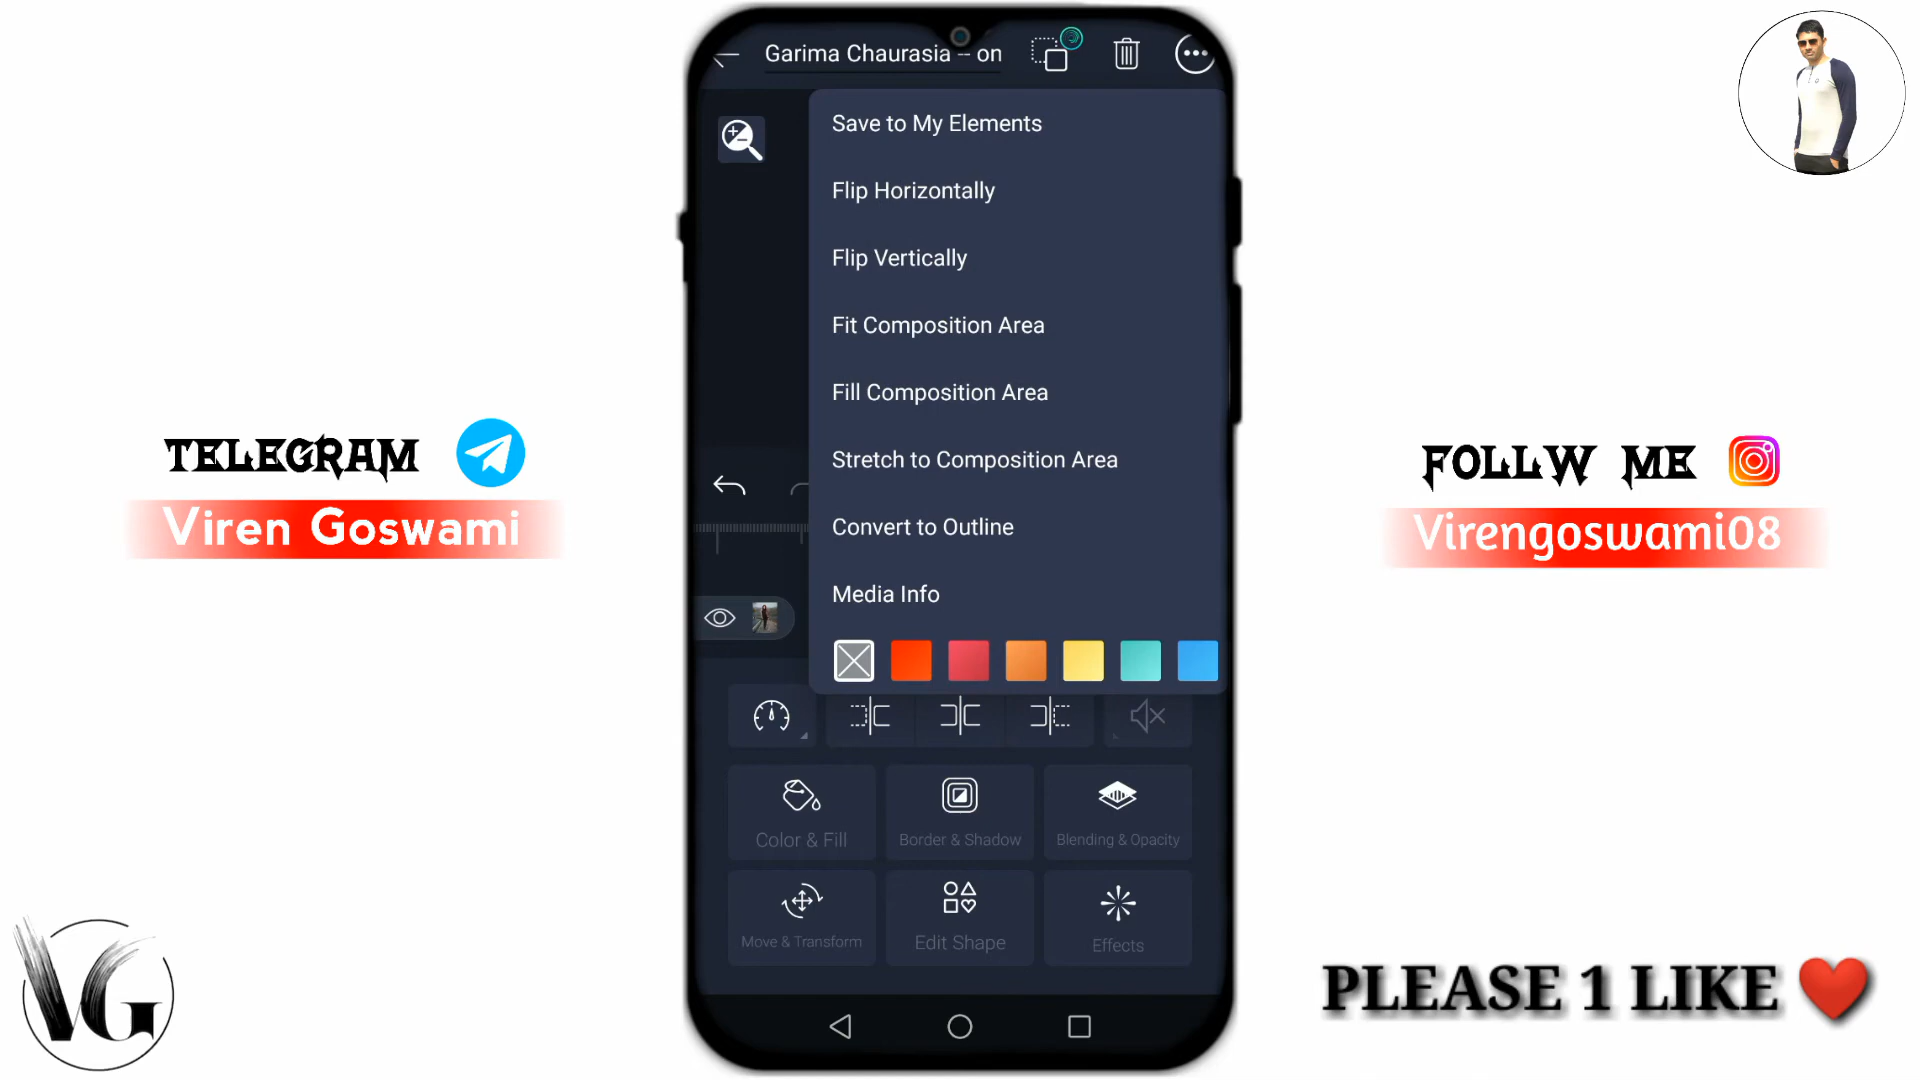 Garima Chaurasia -- on
Save to My Elements
Flip Horizontally
Flip Vertically
Fit Composition Area
Fill Composition Area
Stretch to Composition Area
Convert to Outline
Media Info
Color & Fill
Border & Shadow
Blending & Opacity
Move & Transform
Edit Shape
Effects
TELEGRAM
Viren Goswami
FOLLW ME
Virengoswami08
VG
PLEASE 1 LIKE